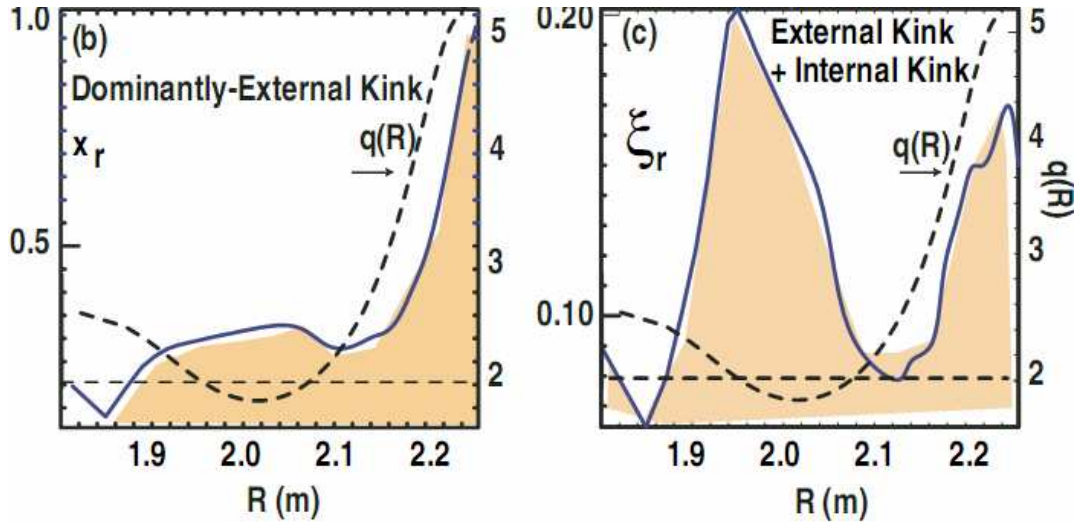 1.0
(b)
Dominantly-External Kink
x r
q(R)
0.5
5
4
3
2
1.9
2.0
2.1
2.2
R (m)
0.20
(c)
External Kink
+ Internal Kink
ξr
q(R)
0.10
5
4
3
2
q(R)
1.9
2.0
2.1
2.2
R (m)